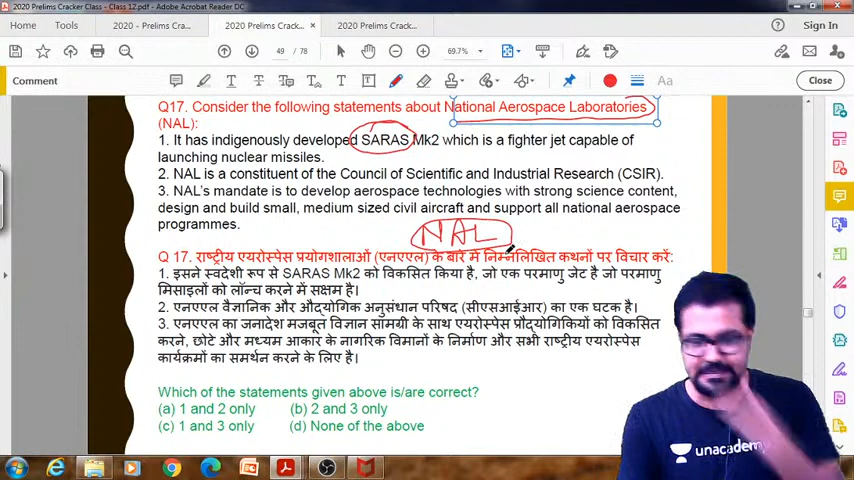 2020 Prelims Cracker Class - Class 12.pdf - Adobe Acrobat Reader DC
Home
Tools
2020 - Prelims Crac...
2020 Prelims Crack...
2020 Prelims Crack...
Sign In
49 / 78
69.7%
Comment
Close
Q17. Consider the following statements about National Aerospace Laboratories
(NAL):
1. It has indigenously developed SARAS Mk2 which is a fighter jet capable of
launching nuclear missiles.
2. NAL is a constituent of the Council of Scientific and Industrial Research (CSIR).
3. NAL's mandate is to develop aerospace technologies with strong science content,
design and build small, medium sized civil aircraft and support all national aerospace
programmes.
NAL
Q 17. राष्ट्रीय एयरोस्पेस प्रयोगशालाओं (एनएएल) के बारे में निम्नलिखित कथनों पर विचार करें:
1. इसने स्वदेशी रूप से SARAS Mk2 को विकसित किया है, जो एक परमाणु जेट है जो परमाणु
मिसाइलों को लॉन्च करने में सक्षम है।
2. एनएएल वैज्ञानिक और औद्योगिक अनुसंधान परिषद (सीएसआईआर) का एक घटक है।
3. एनएएल का जनादेश मजबूत विज्ञान सामग्री के साथ एयरोस्पेस प्रौद्योगिकियों को विकसित
करने, छोटे और मध्यम आकार के नागरिक विमानों के निर्माण और सभी राष्ट्रीय एयरोस्पेस
कार्यक्रमों का समर्थन करने के लिए है।
Which of the statements given above is/are correct?
(a) 1 and 2 only (b) 2 and 3 only
(c) 1 and 3 only (d) None of the above
unacademy